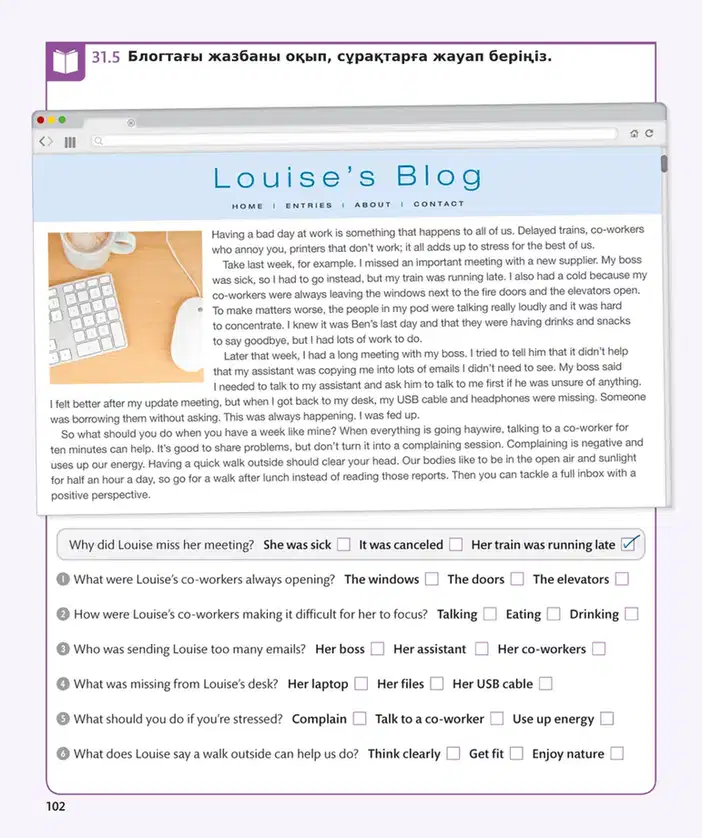 31.5 Блогтағы жазбаны оқып, сұрақтарға жауап беріңіз.
Louise's Blog
HOME | ENTRIES | ABOUT | CONTACT
Having a bad day at work is something that happens to all of us. Delayed trains, co-workers
who annoy you, printers that don't work; it all adds up to stress for the best of us.
Take last week, for example. I missed an important meeting with a new supplier. My boss
was sick, so I had to go instead, but my train was running late. I also had a cold because my
co-workers were always leaving the windows next to the fire doors and the elevators open.
To make matters worse, the people in my pod were talking really loudly and it was hard
to concentrate. I knew it was Ben's last day and that they were having drinks and snacks
to say goodbye, but I had lots of work to do.
Later that week, I had a long meeting with my boss. I tried to tell him that it didn't help
that my assistant was copying me into lots of emails I didn't need to see. My boss said
I needed to talk to my assistant and ask him to talk to me first if he was unsure of anything.
I felt better after my update meeting, but when I got back to my desk, my USB cable and headphones were missing. Someone
was borrowing them without asking. This was always happening. I was fed up.
So what should you do when you have a week like mine? When everything is going haywire, talking to a co-worker for
ten minutes can help. It's good to share problems, but don't turn it into a complaining session. Complaining is negative and
uses up our energy. Having a quick walk outside should clear your head. Our bodies like to be in the open air and sunlight
for half an hour a day, so go for a walk after lunch instead of reading those reports. Then you can tackle a full inbox with a
positive perspective.
Why did Louise miss her meeting? She was sick It was canceled Her train was running late
1 What were Louise's co-workers always opening? The windows The doors The elevators
2 How were Louise's co-workers making it difficult for her to focus? Talking Eating Drinking
3 Who was sending Louise too many emails? Her boss Her assistant Her co-workers
4 What was missing from Louise's desk? Her laptop Her files Her USB cable
5 What should you do if you're stressed? Complain Talk to a co-worker Use up energy
6 What does Louise say a walk outside can help us do? Think clearly Get fit Enjoy nature
102